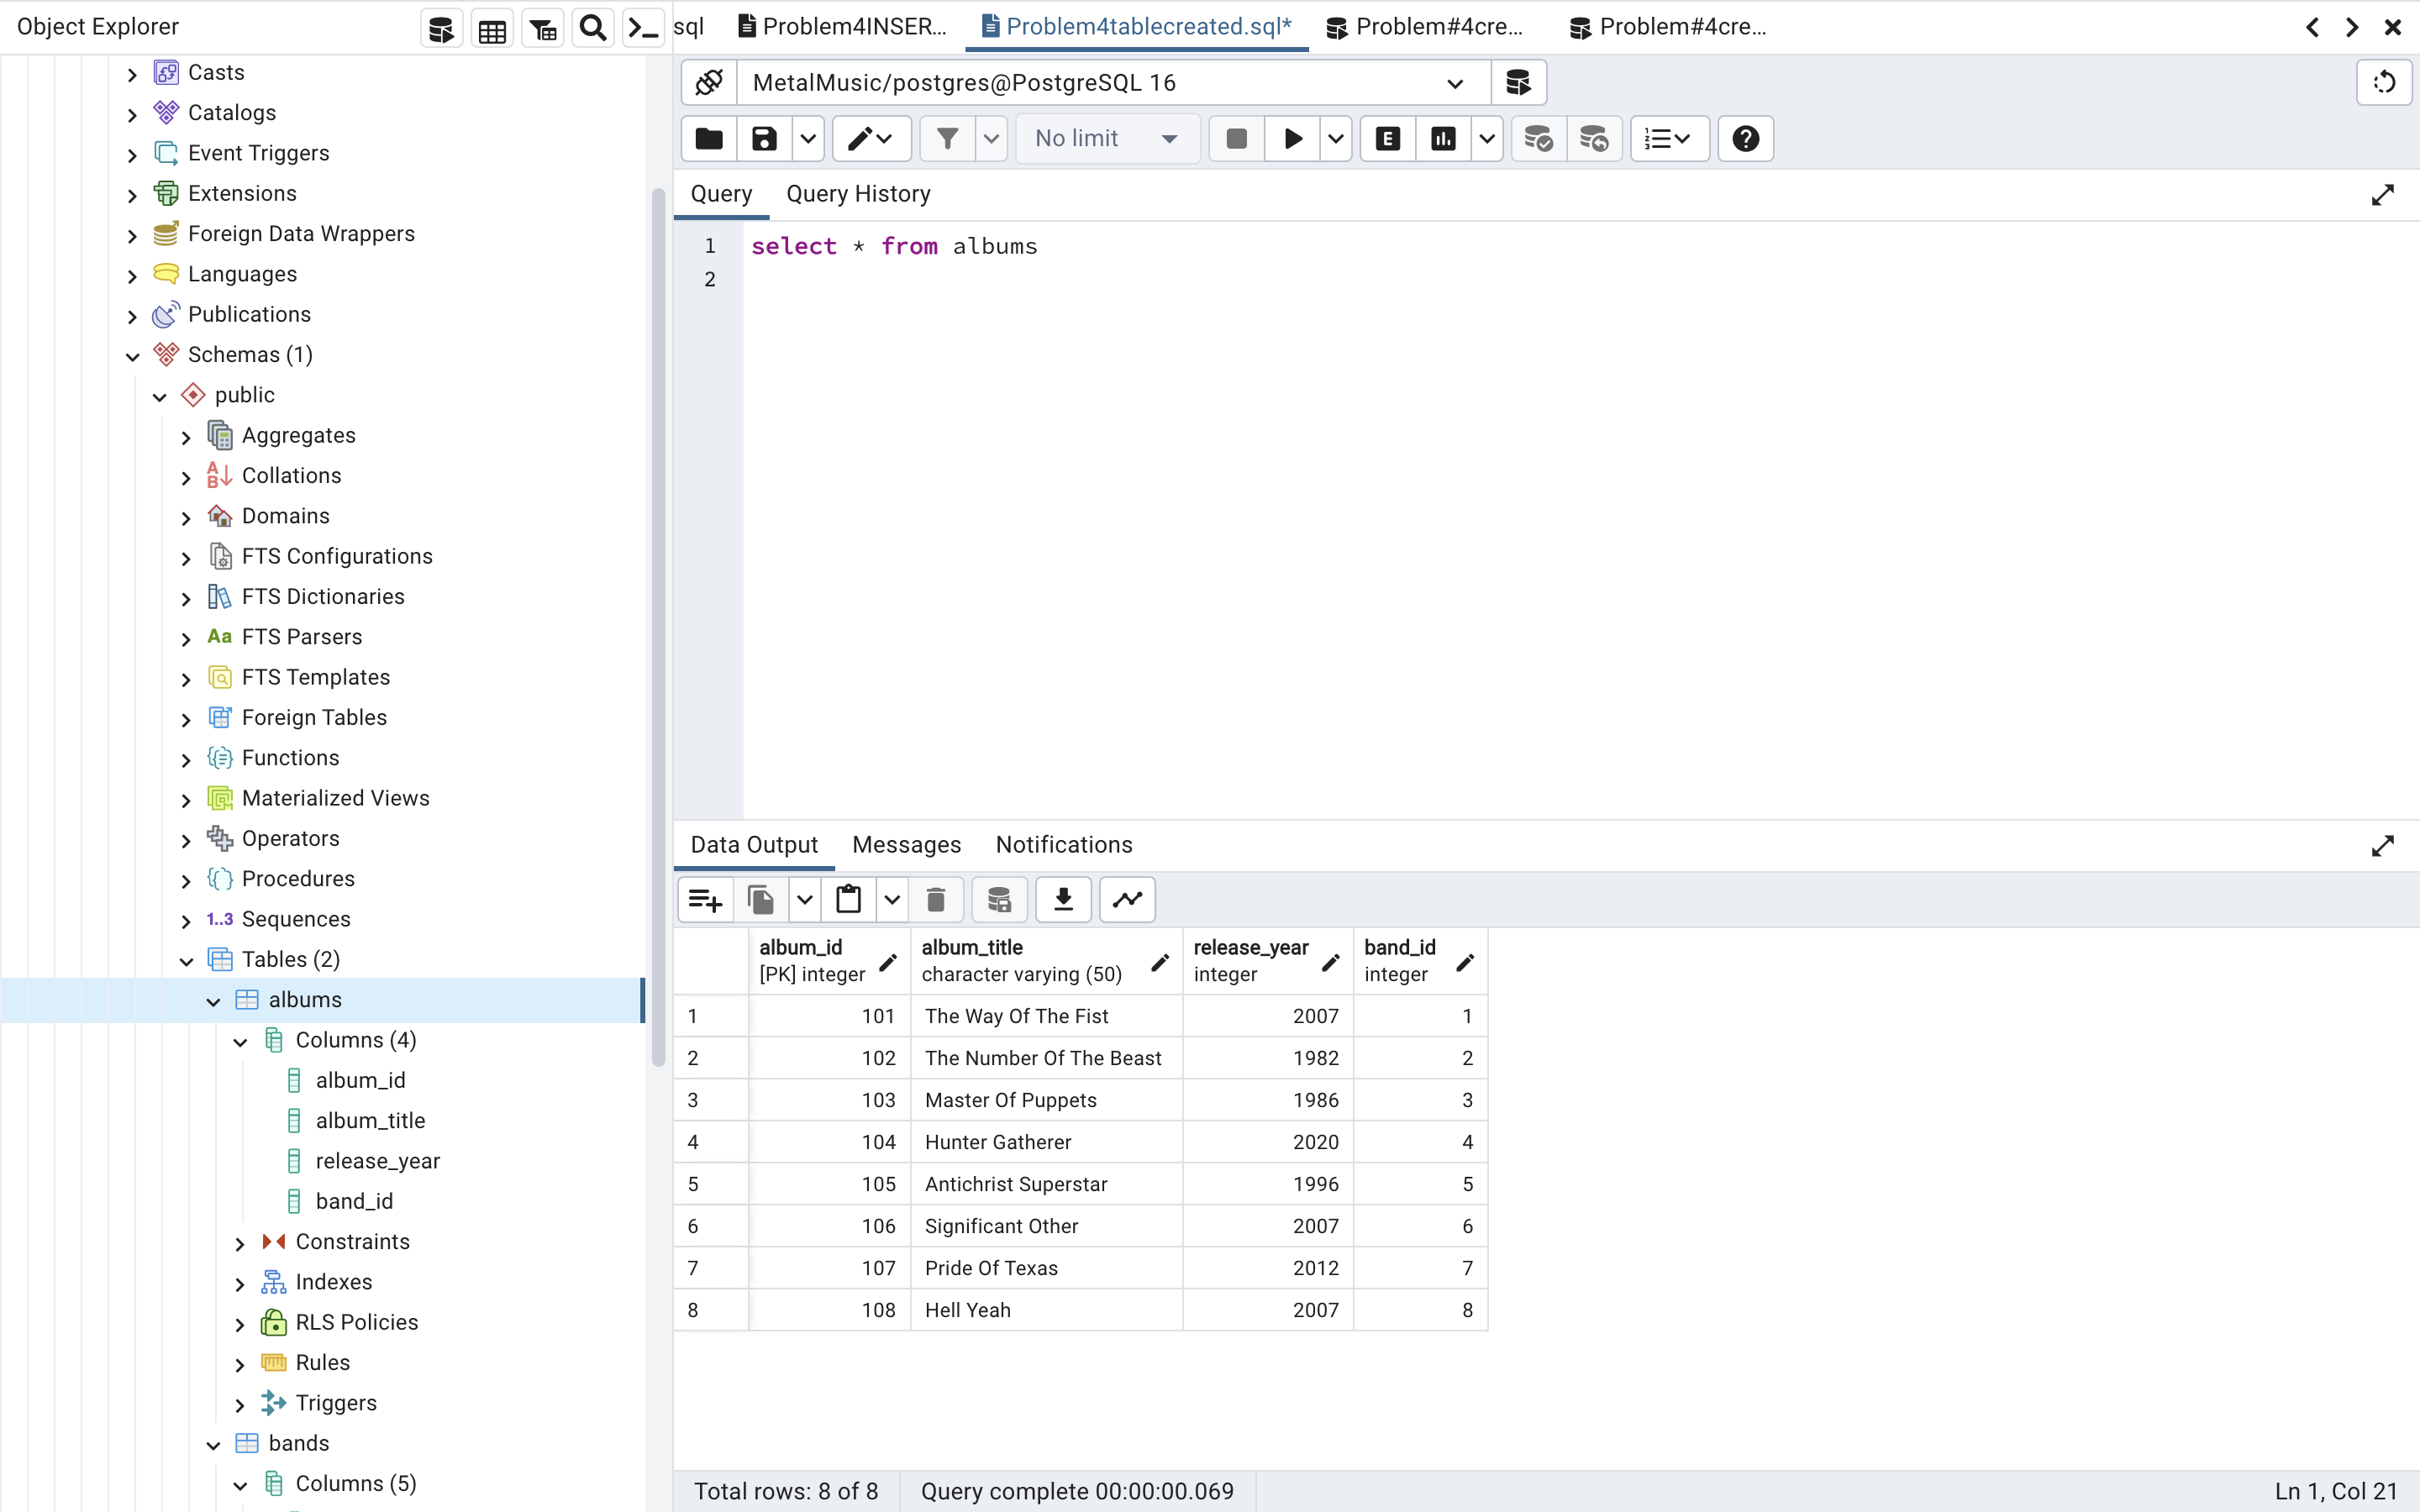 Object Explorer
sql
Problem4INSER...
Problem4tablecreated.sql*
Problem#4cre...
Problem#4cre...
MetalMusic/postgres@PostgreSQL 16
No limit
E
Query
Query History
1 select * from albums
2
Casts
Catalogs
Event Triggers
Extensions
Foreign Data Wrappers
Languages
Publications
Schemas (1)
public
Aggregates
Collations
Domains
FTS Configurations
FTS Dictionaries
Aa FTS Parsers
FTS Templates
Foreign Tables
Functions
Materialized Views
Operators
Procedures
1..3 Sequences
Tables (2)
albums
Columns (4)
album_id
album_title
release_year
band_id
Constraints
Indexes
RLS Policies
Rules
Triggers
bands
Columns (5)
Data Output
Messages
Notifications
album_id album_title release_year band_id
[PK] integer character varying (50) integer integer
1 101 The Way Of The Fist 2007 1
2 102 The Number Of The Beast 1982 2
3 103 Master Of Puppets 1986 3
4 104 Hunter Gatherer 2020 4
5 105 Antichrist Superstar 1996 5
6 106 Significant Other 2007 6
7 107 Pride Of Texas 2012 7
8 108 Hell Yeah 2007 8
Total rows: 8 of 8
Query complete 00:00:00.069
Ln 1, Col 21